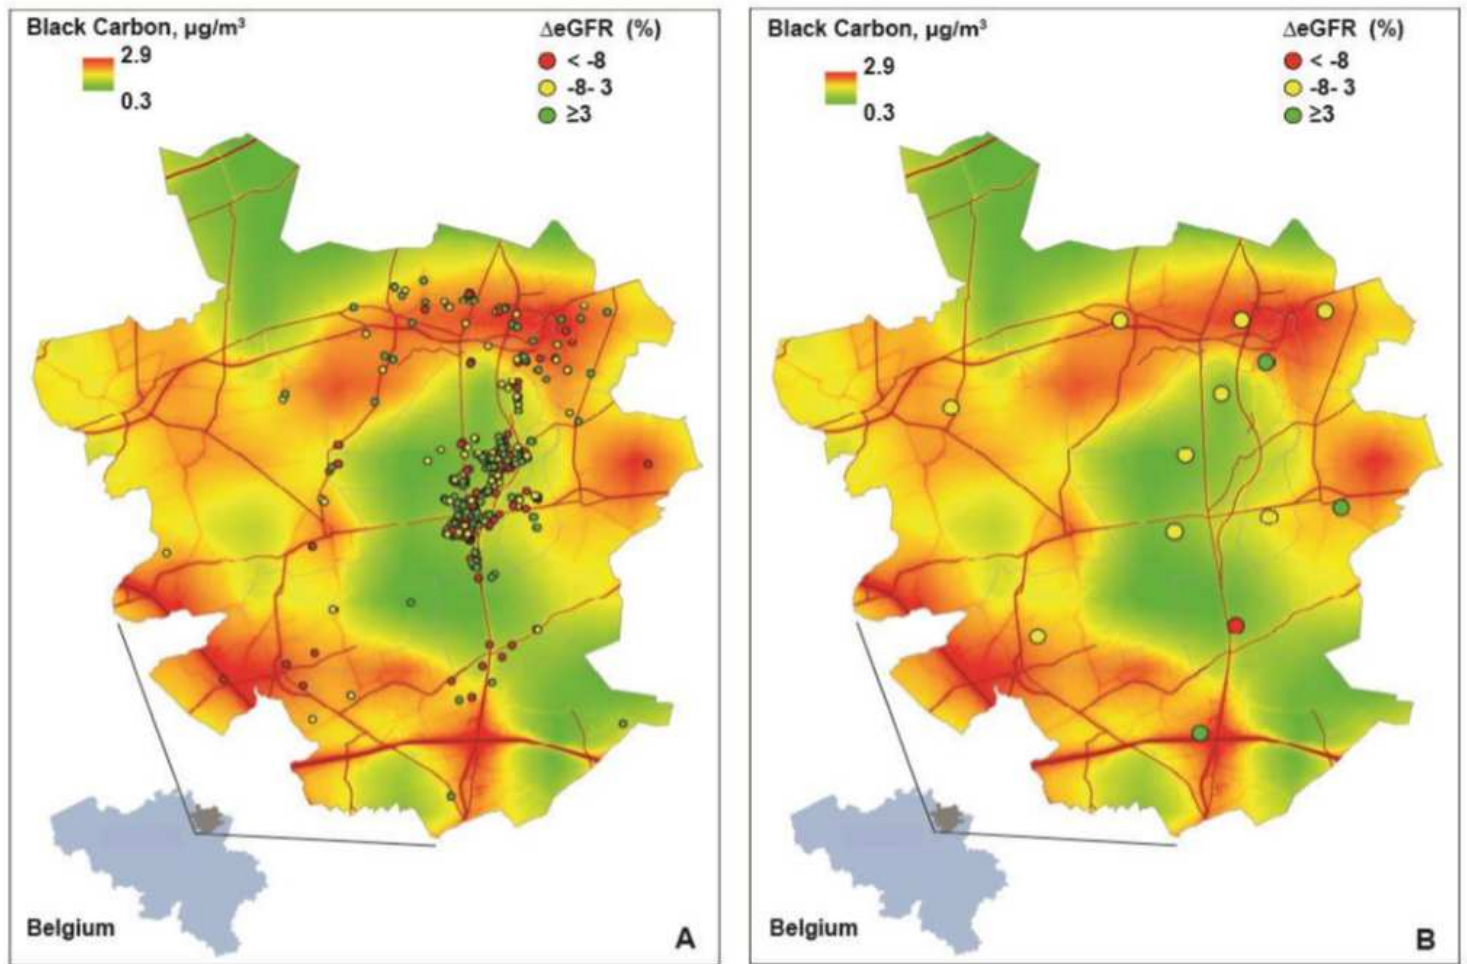 Black Carbon, µg/m³
2.9
0.3
ΔeGFR (%)
< -8
-8- 3
≥3
Belgium
A
Black Carbon, µg/m³
2.9
0.3
ΔeGFR (%)
< -8
-8- 3
≥3
Belgium
B